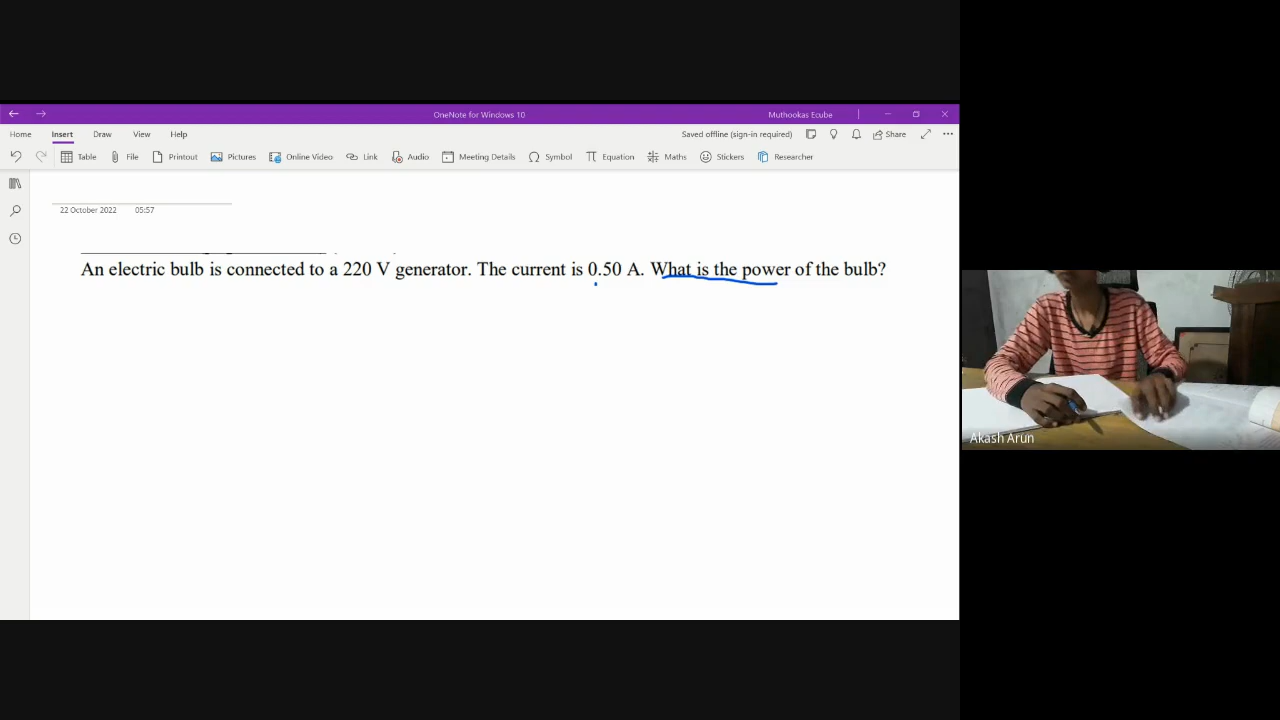 OneNote for Windows 10
Muthookas Ecube
Home Insert Draw View Help
Saved offline (sign-in required)
Share
Table File Printout Pictures Online Video Link Audio Meeting Details Symbol Equation Maths Stickers Researcher
22 October 2022 05:57
An electric bulb is connected to a 220 V generator. The current is 0.50 A. What is the power of the bulb?
Akash Arun